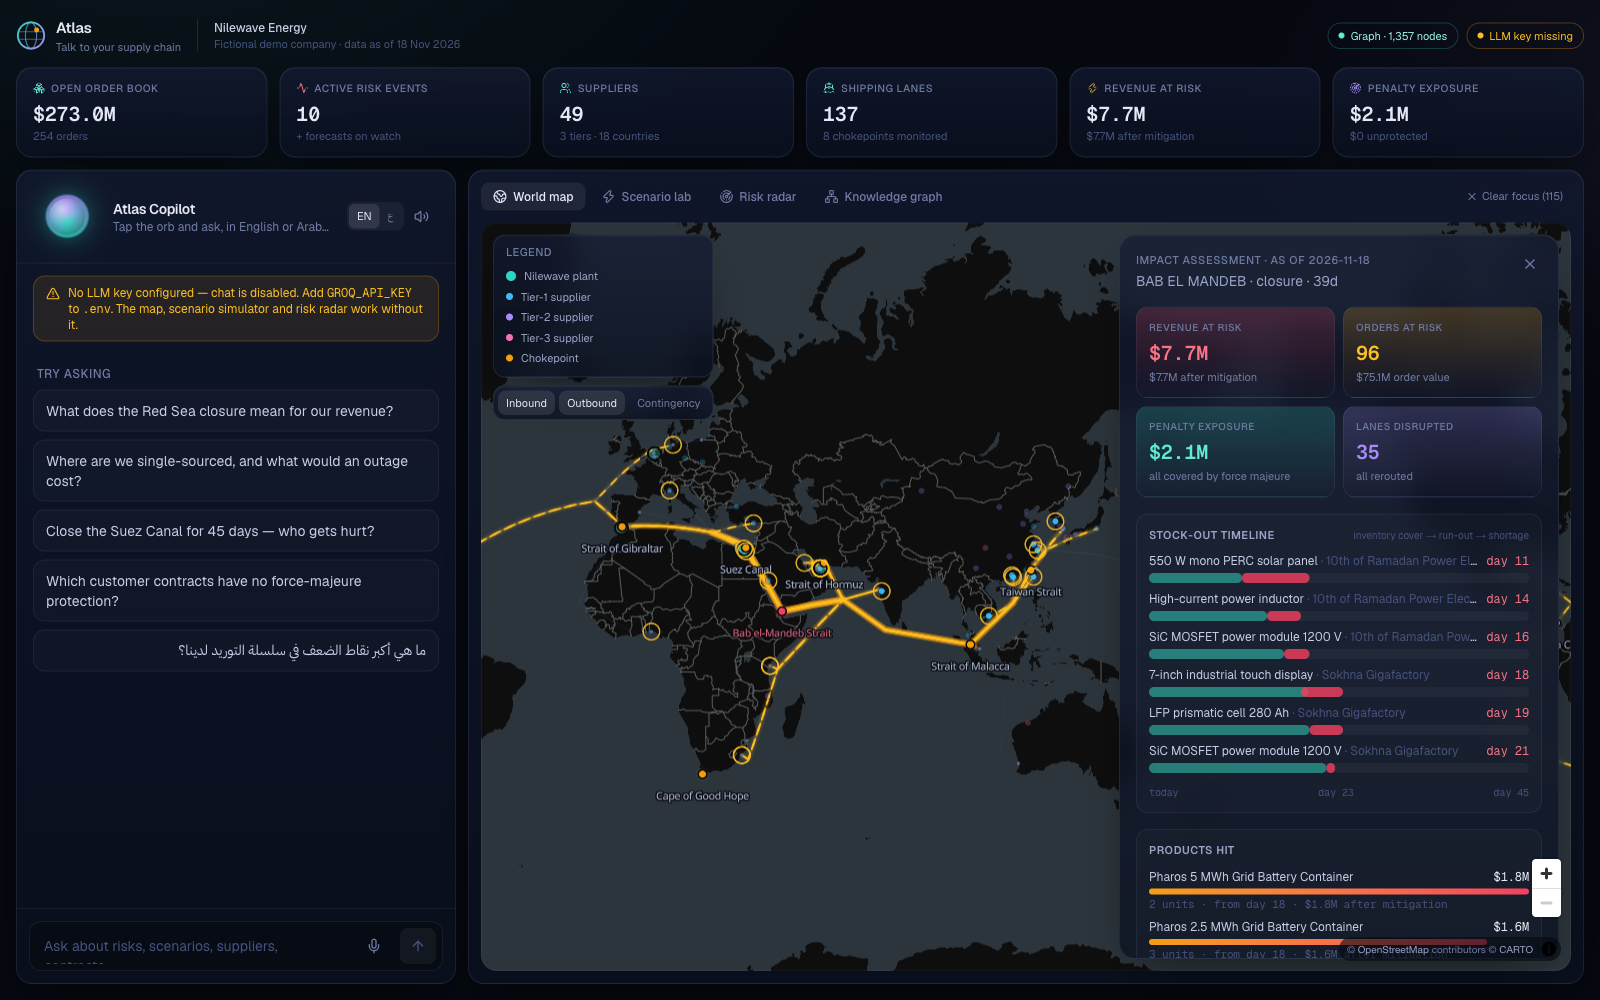 Atlas
Talk to your supply chain
Nilewave Energy
Fictional demo company · data as of 18 Nov 2026
Graph · 1,357 nodes
LLM key missing
OPEN ORDER BOOK
$273.0M
254 orders
ACTIVE RISK EVENTS
10
+ forecasts on watch
SUPPLIERS
49
3 tiers · 18 countries
SHIPPING LANES
137
8 chokepoints monitored
REVENUE AT RISK
$7.7M
$7.7M after mitigation
PENALTY EXPOSURE
$2.1M
$0 unprotected
Atlas Copilot
Tap the orb and ask, in English or Arab…
EN
ع
No LLM key configured — chat is disabled. Add GROQ_API_KEY
to .env. The map, scenario simulator and risk radar work without
it.
TRY ASKING
What does the Red Sea closure mean for our revenue?
Where are we single-sourced, and what would an outage
cost?
Close the Suez Canal for 45 days — who gets hurt?
Which customer contracts have no force-majeure
protection?
ما هي أكبر نقاط الضعف في سلسلة التوريد لدينا؟
Ask about risks, scenarios, suppliers,
World map
Scenario lab
Risk radar
Knowledge graph
Clear focus (115)
LEGEND
Nilewave plant
Tier-1 supplier
Tier-2 supplier
Tier-3 supplier
Chokepoint
Inbound
Outbound
Contingency
Strait of Gibraltar
Suez Canal
Strait of Hormuz
Taiwan Strait
Bab el-Mandeb Strait
Strait of Malacca
Cape of Good Hope
IMPACT ASSESSMENT · AS OF 2026-11-18
BAB EL MANDEB · closure · 39d
REVENUE AT RISK
$7.7M
$7.7M after mitigation
ORDERS AT RISK
96
$75.1M order value
PENALTY EXPOSURE
$2.1M
all covered by force majeure
LANES DISRUPTED
35
all rerouted
STOCK-OUT TIMELINE
inventory cover → run-out → shortage
550 W mono PERC solar panel · 10th of Ramadan Power El… day 11
High-current power inductor · 10th of Ramadan Power Elec… day 14
SiC MOSFET power module 1200 V · 10th of Ramadan Pow… day 16
7-inch industrial touch display · Sokhna Gigafactory day 18
LFP prismatic cell 280 Ah · Sokhna Gigafactory day 19
SiC MOSFET power module 1200 V · Sokhna Gigafactory day 21
today day 23 day 45
PRODUCTS HIT
Pharos 5 MWh Grid Battery Container $1.8M
2 units · from day 18 · $1.8M after mitigation
Pharos 2.5 MWh Grid Battery Container $1.6M
3 units · from day 18 · $1.6M
© OpenStreetMap contributors © CARTO